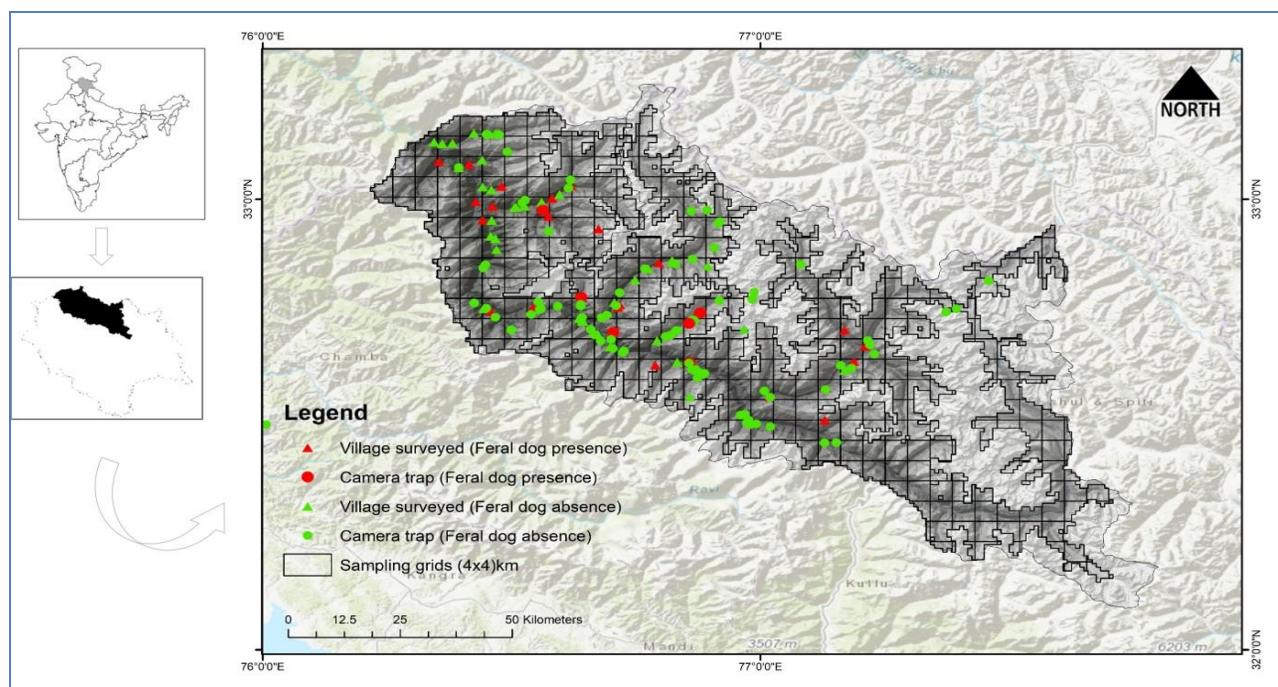 76°0'0"E
77°0'0"E
NORTH
33°0'0"N
33°0'0"N
Chamba
Legend
Village surveyed (Feral dog presence)
Camera trap (Feral dog presence)
Village surveyed (Feral dog absence)
Camera trap (Feral dog absence)
Sampling grids (4x4)km
Ravi
Kangra
Kullu
0 12.5 25 50 Kilometers
Mandi
3507 m
6203 m
32°0'0"N
76°0'0"E
77°0'0"E